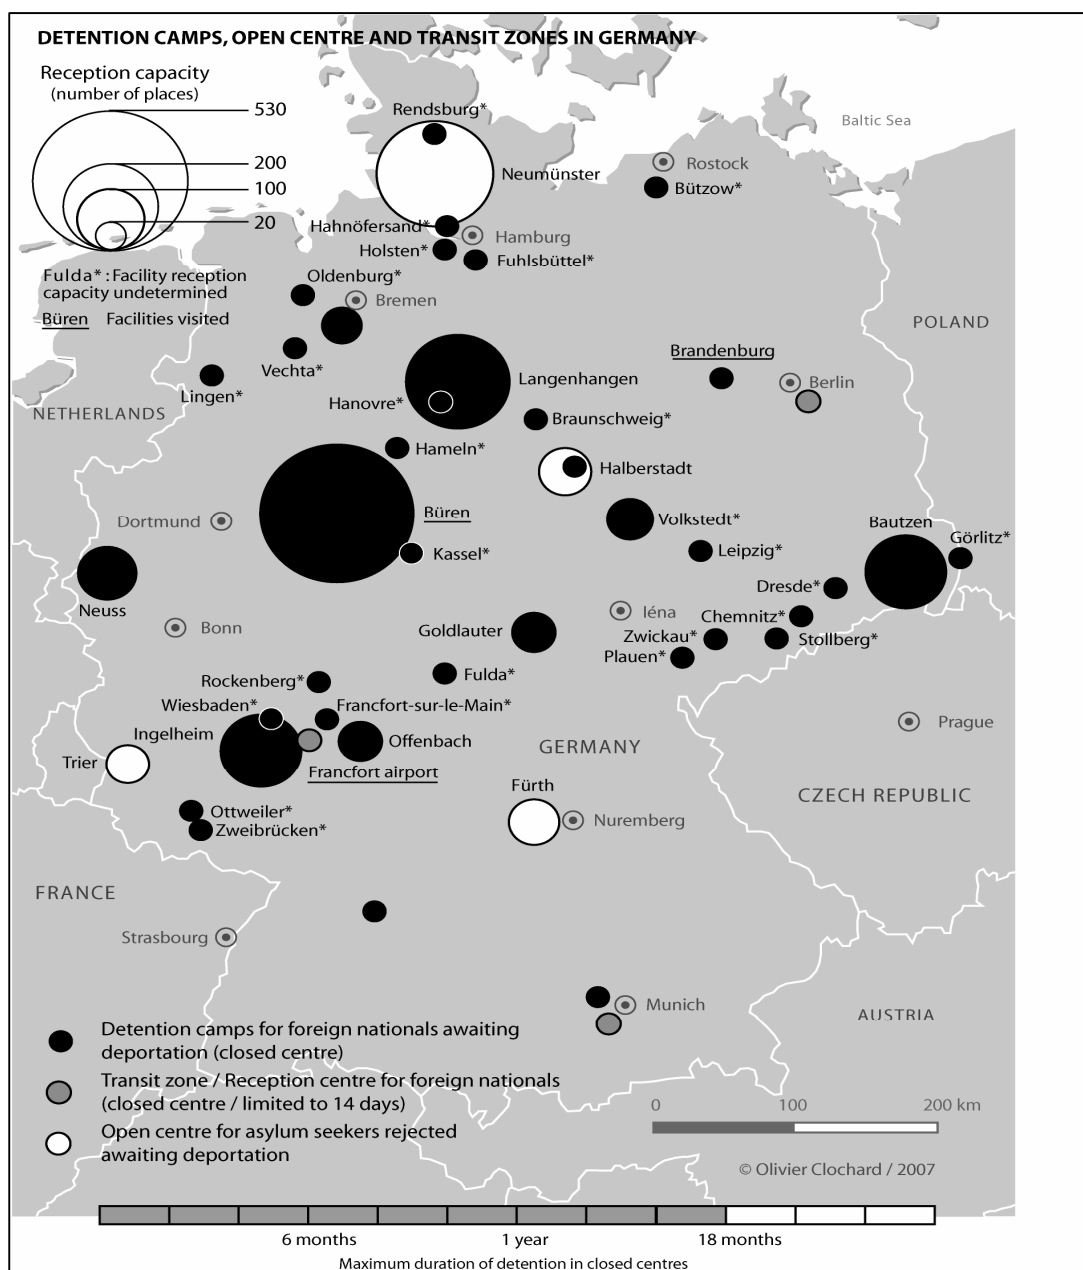 DETENTION CAMPS, OPEN CENTRE AND TRANSIT ZONES IN GERMANY
Reception capacity
(number of places)
530
200
100
20
Fulda* : Facility reception
capacity undetermined
Büren Facilities visited
Baltic Sea
Rendsburg*
Neumünster
Rostock
Bützow*
Hahnöfersand*
Hamburg
Holsten*
Fuhlsbüttel*
Oldenburg*
Bremen
POLAND
Vechta*
Brandenburg
Langenhangen
Berlin
Lingen*
Hanovre*
NETHERLANDS
Braunschweig*
Hameln*
Halberstadt
Büren
Dortmund
Volkstedt*
Bautzen
Görlitz*
Kassel*
Leipzig*
Dresde*
Neuss
Iéna
Chemnitz*
Bonn
Goldlauter
Zwickau*
Stollberg*
Plauen*
Fulda*
Rockenberg*
Wiesbaden*
Francfort-sur-le-Main*
Prague
Ingelheim
Offenbach
GERMANY
Trier
Francfort airport
Fürth
CZECH REPUBLIC
Ottweiler*
Nuremberg
Zweibrücken*
FRANCE
Strasbourg
Munich
AUSTRIA
Detention camps for foreign nationals awaiting
deportation (closed centre)
Transit zone / Reception centre for foreign nationals
(closed centre / limited to 14 days)
Open centre for asylum seekers rejected
awaiting deportation
0 100 200 km
© Olivier Clochard / 2007
6 months 1 year 18 months
Maximum duration of detention in closed centres